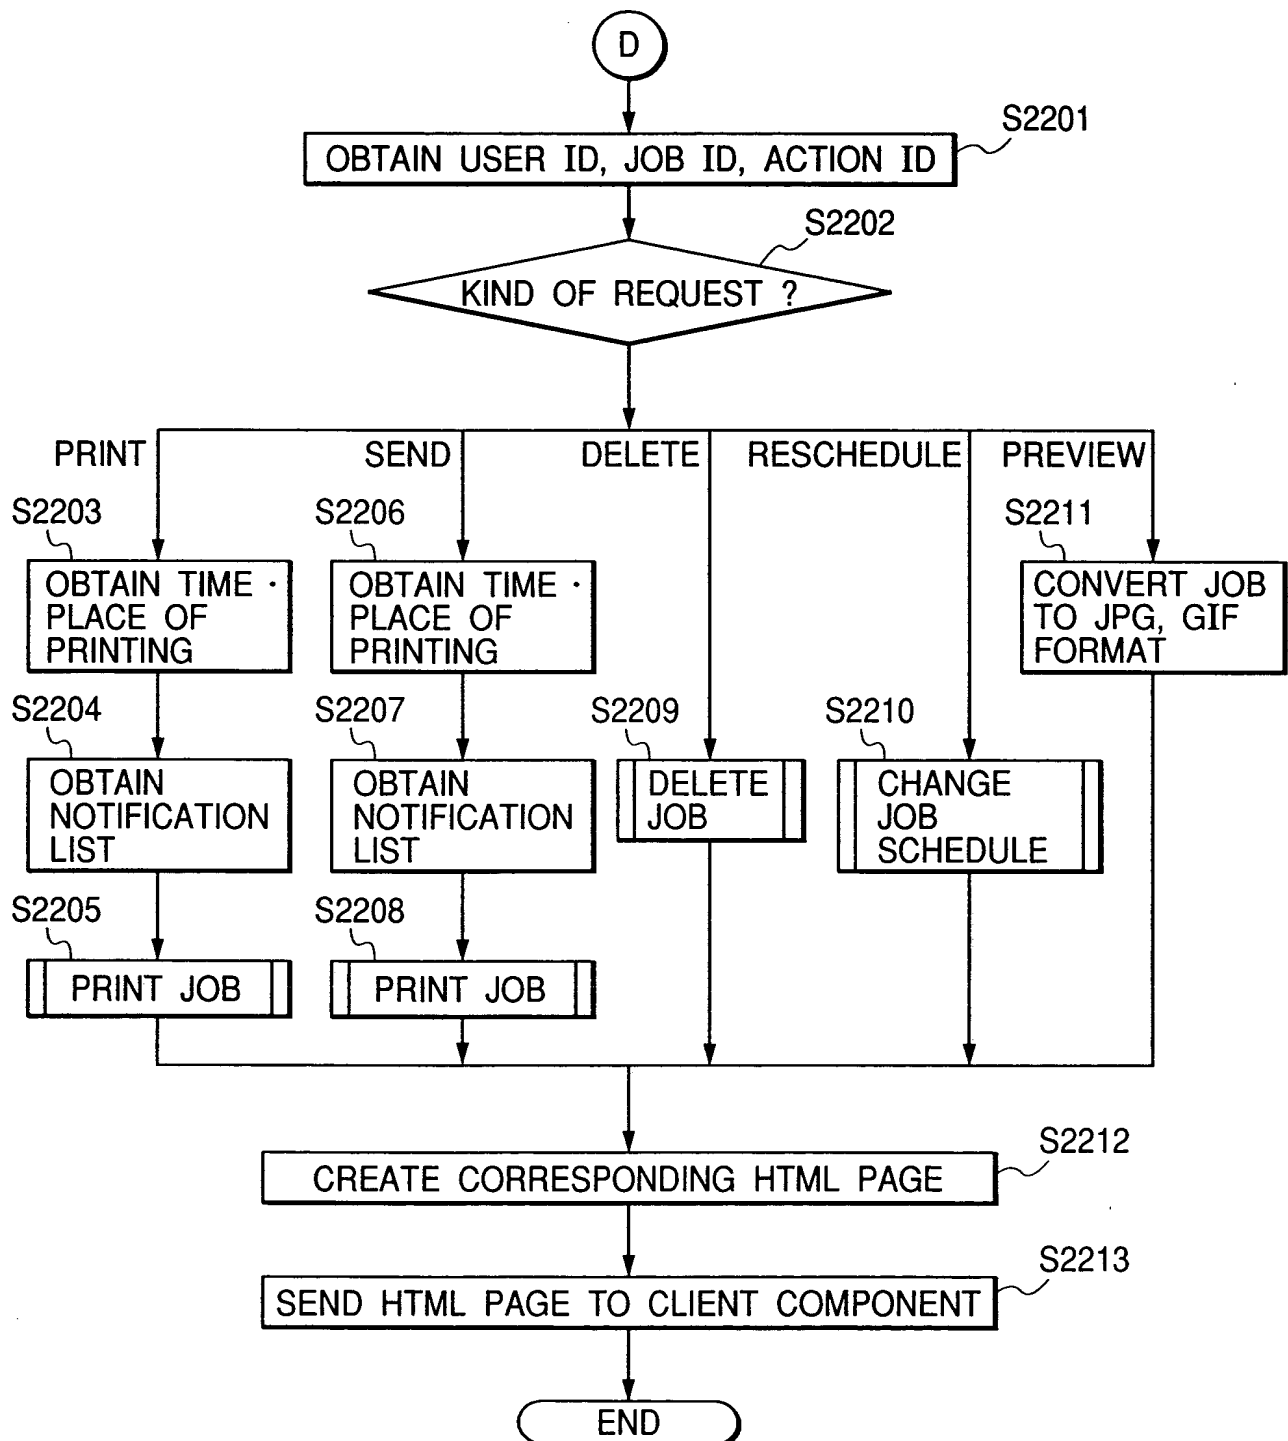 D
S2201
OBTAIN USER ID, JOB ID, ACTION ID
S2202
KIND OF REQUEST ?
PRINT
SEND
DELETE
RESCHEDULE
PREVIEW
S2203
OBTAIN TIME ·
PLACE OF
PRINTING
S2206
OBTAIN TIME ·
PLACE OF
PRINTING
S2211
CONVERT JOB
TO JPG, GIF
FORMAT
S2204
OBTAIN
NOTIFICATION
LIST
S2207
OBTAIN
NOTIFICATION
LIST
S2209
DELETE
JOB
S2210
CHANGE
JOB
SCHEDULE
S2205
PRINT JOB
S2208
PRINT JOB
S2212
CREATE CORRESPONDING HTML PAGE
S2213
SEND HTML PAGE TO CLIENT COMPONENT
END